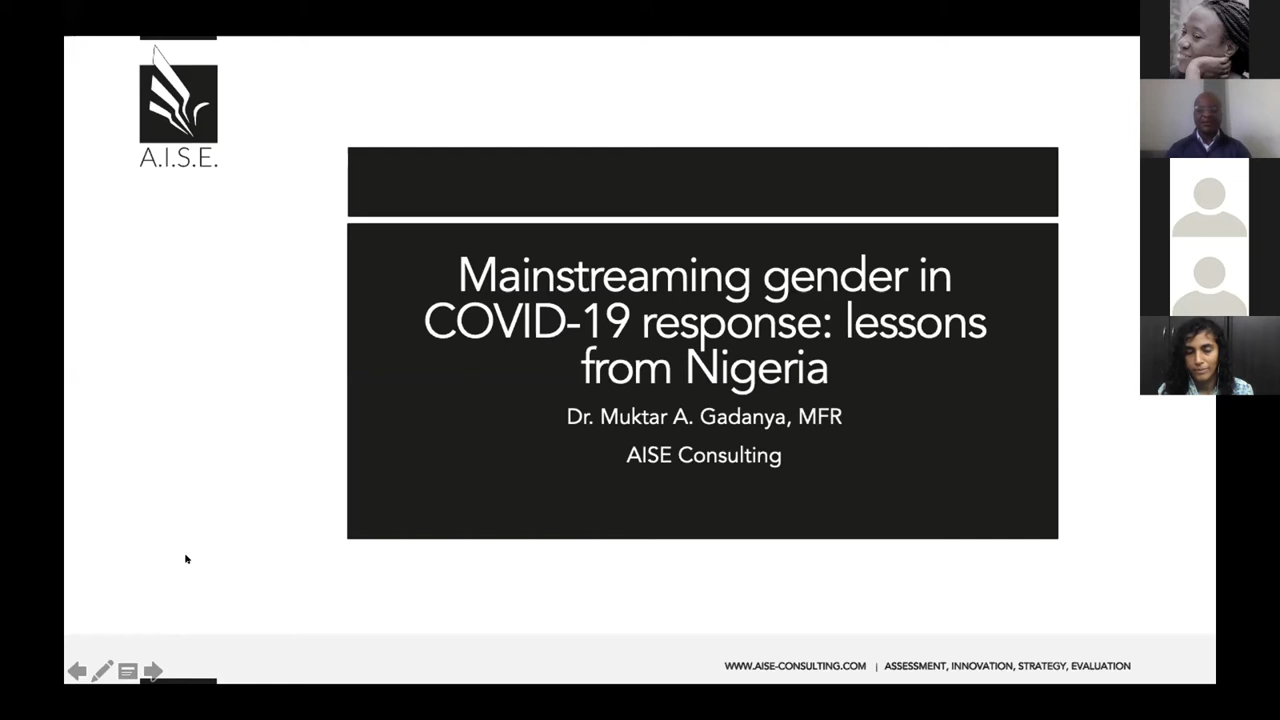 A.I.S.E.
Mainstreaming gender in
COVID-19 response: lessons
from Nigeria
Dr. Muktar A. Gadanya, MFR
AISE Consulting
WWW.AISE-CONSULTING.COM | ASSESSMENT, INNOVATION, STRATEGY, EVALUATION